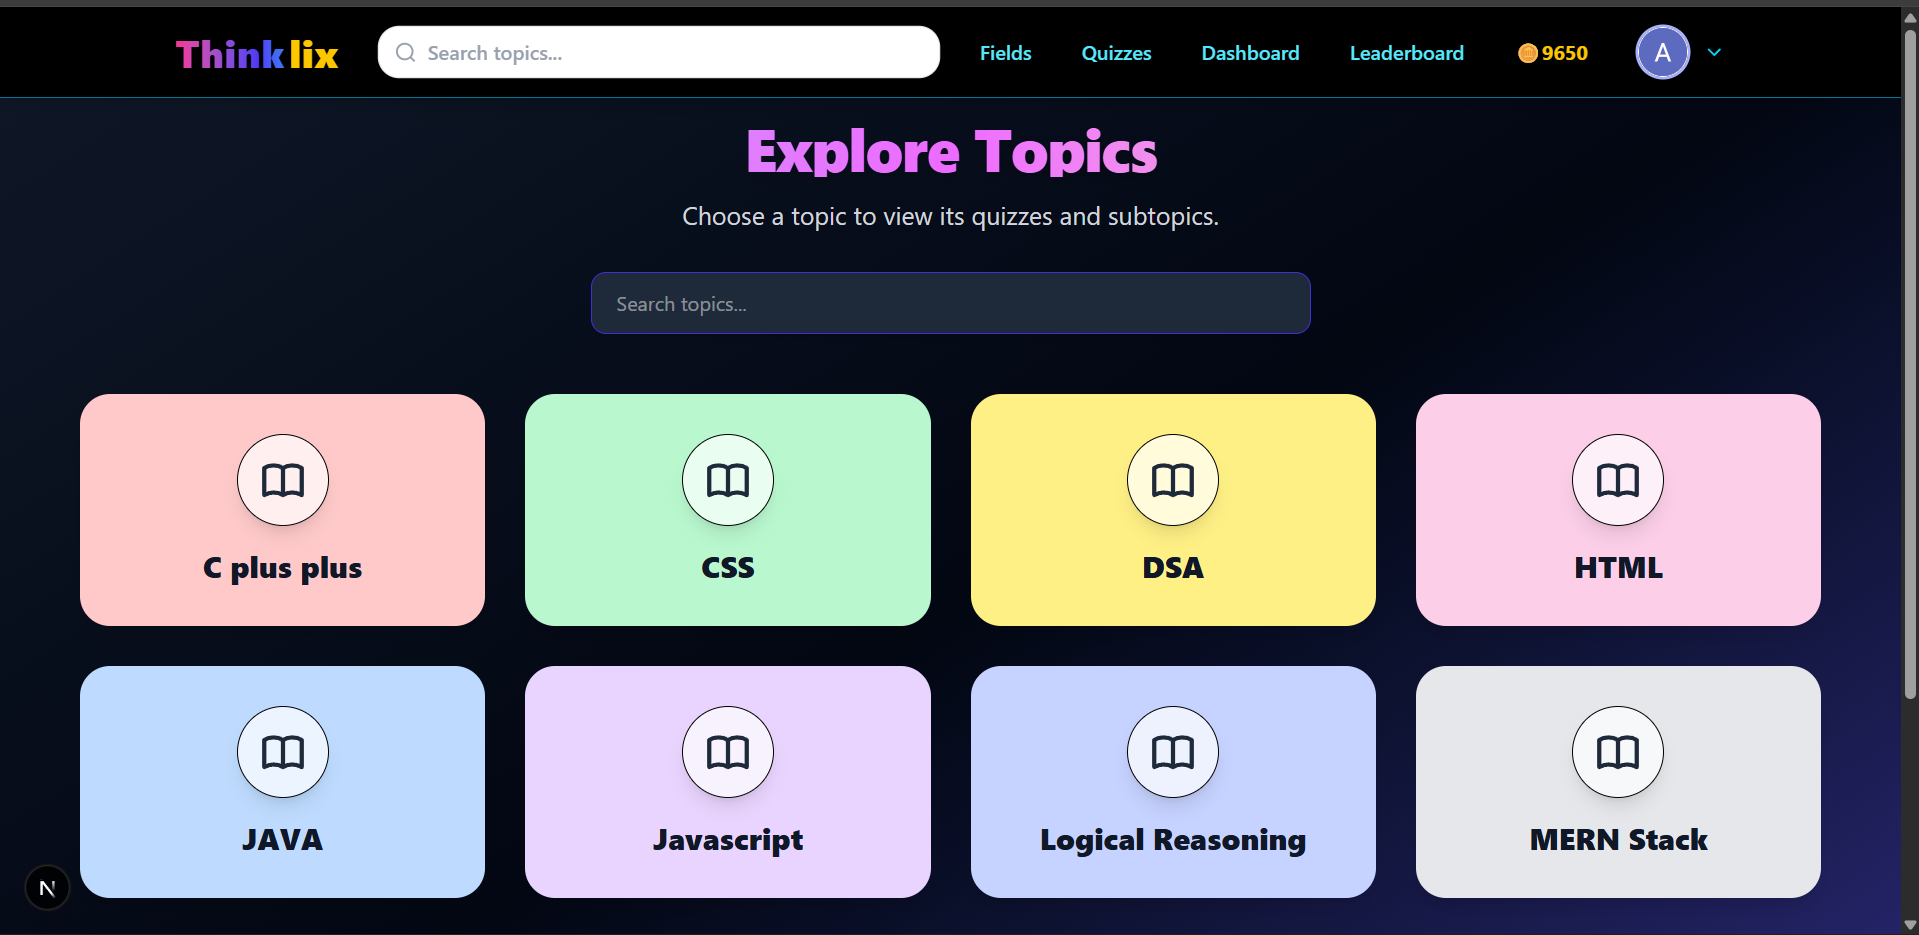 Thinklix
Search topics...
Fields
Quizzes
Dashboard
Leaderboard
9650
A
Explore Topics
Choose a topic to view its quizzes and subtopics.
Search topics...
C plus plus
CSS
DSA
HTML
JAVA
Javascript
Logical Reasoning
MERN Stack
N